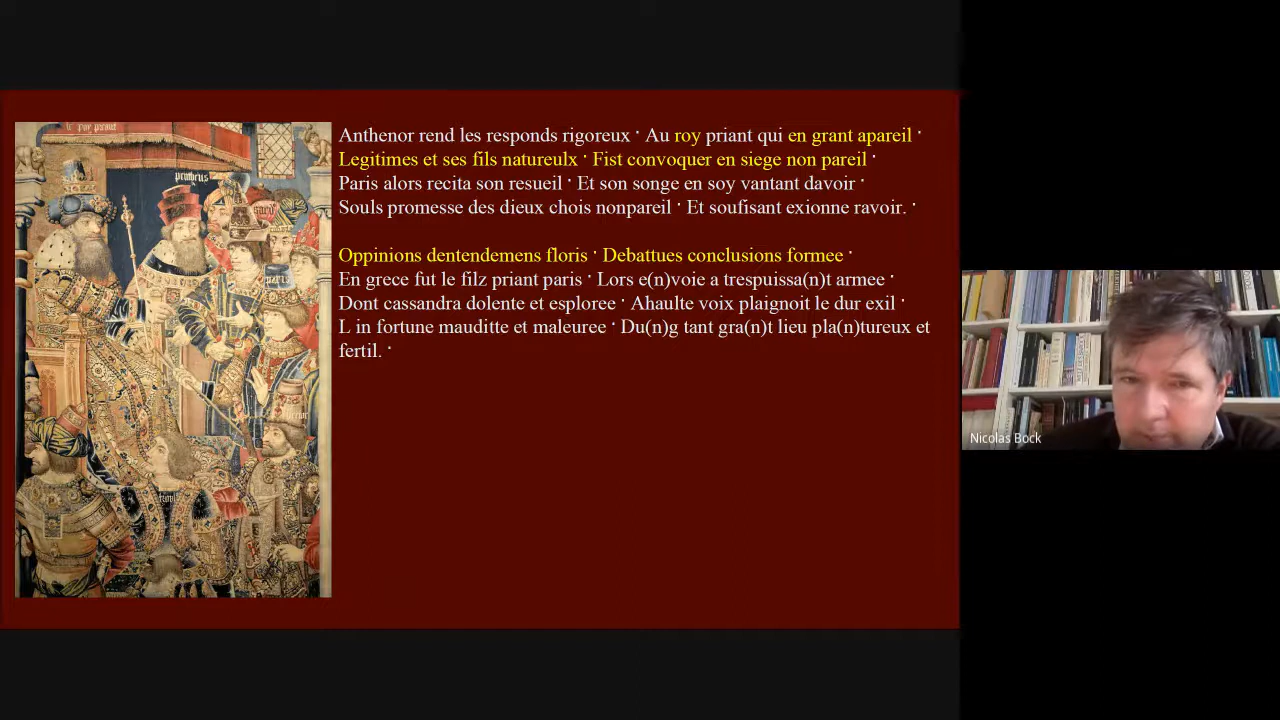 Anthenor rend les responds rigoreux · Au roy priant qui en grant apareil ·
Legitimes et ses fils natureulx · Fist convoquer en siege non pareil ·
Paris alors recita son resueil · Et son songe en soy vantant davoir ·
Souls promesse des dieux chois nonpareil · Et soufisant exionne ravoir. ·
Oppinions dentendemens floris · Debattues conclusions formee ·
En grece fut le filz priant paris · Lors e(n)voie a trespuissa(n)t armee ·
Dont cassandra dolente et esploree · Ahaulte voix plaignoit le dur exil ·
L in fortune mauditte et maleuree · Du(n)g tant gra(n)t lieu pla(n)tureux et
fertil. ·
Nicolas Bock